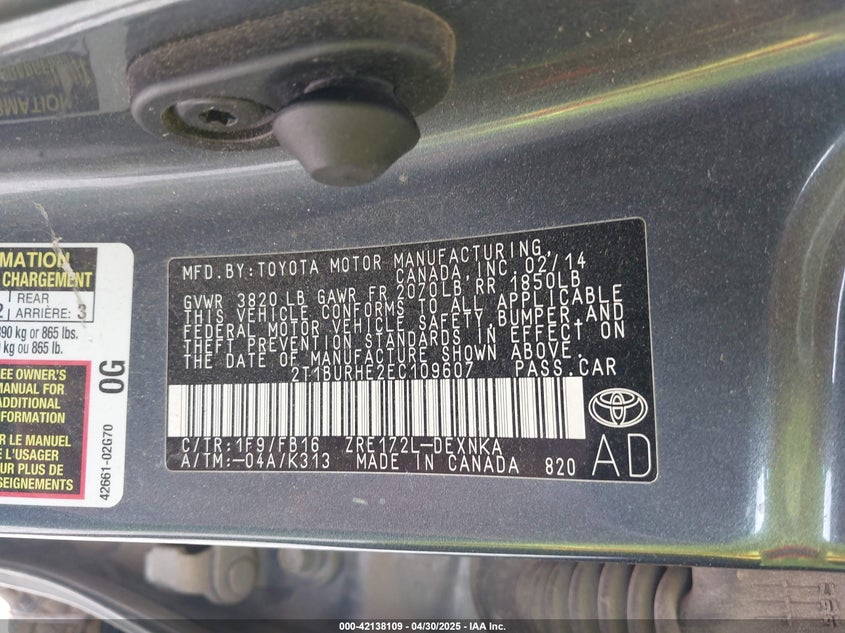 MFD.BY:TOYOTA MOTOR MANUFACTURING,
CANADA, INC. 02/14
GVWR 3820 LB GAWR FR 2070LB, RR 1850LB
THIS VEHICLE CONFORMS TO ALL APPLICABLE
FEDERAL MOTOR VEHICLE SAFETY, BUMPER AND
THEFT PREVENTION STANDARDS IN EFFECT ON
THE DATE OF MANUFACTURE SHOWN ABOVE.
2T1BURHE2EC109607 PASS.CAR
C/TR:1F9/FB16 ZRE172L-DEXNKA
A/TM:-04A/K313 MADE IN CANADA 820
AD
CHARGEMENT
REAR
ARRIÈRE: 3
390 kg or 865 lbs.
kg ou 865 lb.
OG
SEE OWNER'S
MANUAL FOR
ADDITIONAL
INFORMATION
LE MANUEL
L'USAGER
PLUS DE
42661-02G70
000-42138109 - 04/30/2025 - IAA Inc.